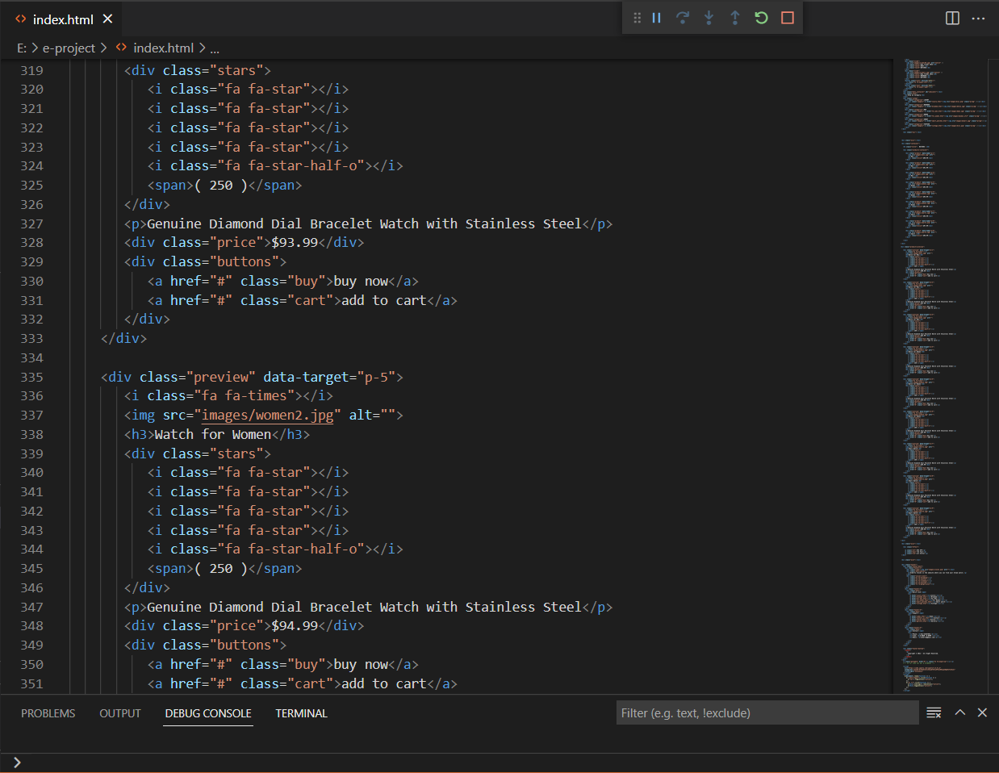 index.html
E: > e-project > index.html > ...
319 <div class="stars">
320 <i class="fa fa-star"></i>
321 <i class="fa fa-star"></i>
322 <i class="fa fa-star"></i>
323 <i class="fa fa-star"></i>
324 <i class="fa fa-star-half-o"></i>
325 <span>( 250 )</span>
326 </div>
327 <p>Genuine Diamond Dial Bracelet Watch with Stainless Steel</p>
328 <div class="price">$93.99</div>
329 <div class="buttons">
330 <a href="#" class="buy">buy now</a>
331 <a href="#" class="cart">add to cart</a>
332 </div>
333 </div>
334
335 <div class="preview" data-target="p-5">
336 <i class="fa fa-times"></i>
337 <img src="images/women2.jpg" alt="">
338 <h3>Watch for Women</h3>
339 <div class="stars">
340 <i class="fa fa-star"></i>
341 <i class="fa fa-star"></i>
342 <i class="fa fa-star"></i>
343 <i class="fa fa-star"></i>
344 <i class="fa fa-star-half-o"></i>
345 <span>( 250 )</span>
346 </div>
347 <p>Genuine Diamond Dial Bracelet Watch with Stainless Steel</p>
348 <div class="price">$94.99</div>
349 <div class="buttons">
350 <a href="#" class="buy">buy now</a>
351 <a href="#" class="cart">add to cart</a>
PROBLEMS OUTPUT DEBUG CONSOLE TERMINAL Filter (e.g. text, !exclude)